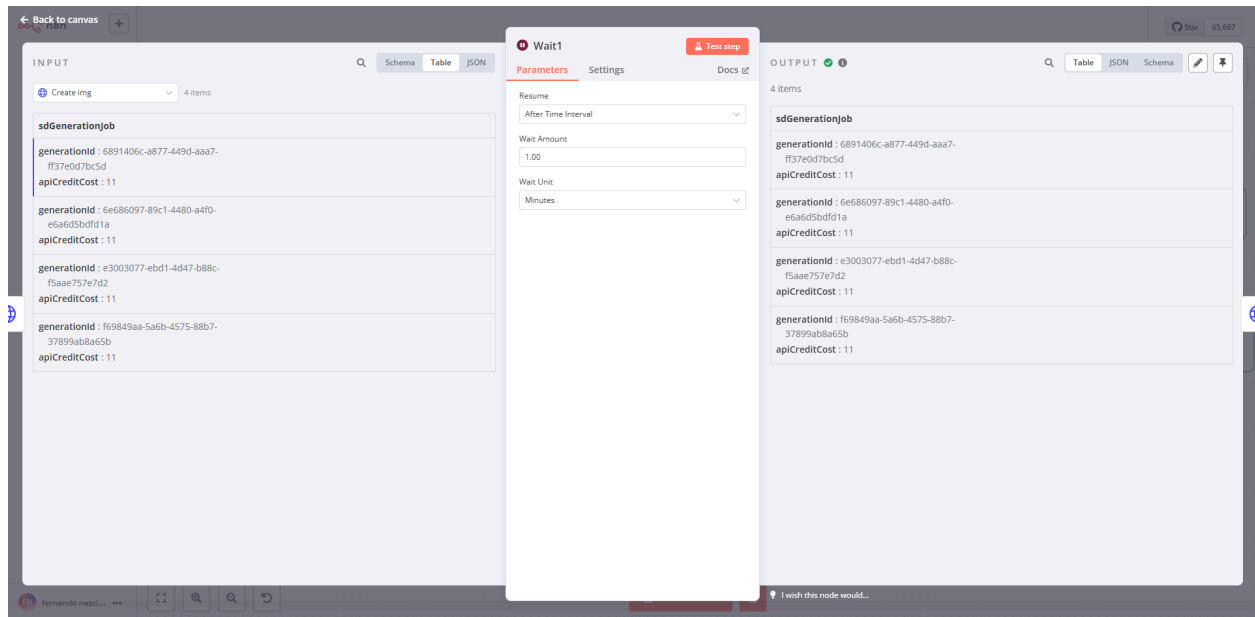 ← Back to canvas
n8n
+
Star 65,667
INPUT
Schema Table JSON
Create img
4 items
sdGenerationJob
generationId : 6891406c-a877-449d-aaa7-
ff37e0d7bc5d
apiCreditCost : 11
generationId : 6e686097-89c1-4480-a4f0-
e6a6d5bdfd1a
apiCreditCost : 11
generationId : e3003077-ebd1-4d47-b88c-
f5aae757e7d2
apiCreditCost : 11
generationId : f69849aa-5a6b-4575-88b7-
37899ab8a65b
apiCreditCost : 11
Wait1
Test step
Parameters Settings Docs
Resume
After Time Interval
Wait Amount
1.00
Wait Unit
Minutes
OUTPUT
Table JSON Schema
4 items
sdGenerationJob
generationId : 6891406c-a877-449d-aaa7-
ff37e0d7bc5d
apiCreditCost : 11
generationId : 6e686097-89c1-4480-a4f0-
e6a6d5bdfd1a
apiCreditCost : 11
generationId : e3003077-ebd1-4d47-b88c-
f5aae757e7d2
apiCreditCost : 11
generationId : f69849aa-5a6b-4575-88b7-
37899ab8a65b
apiCreditCost : 11
fn fernando nasci... •••
I wish this node would...